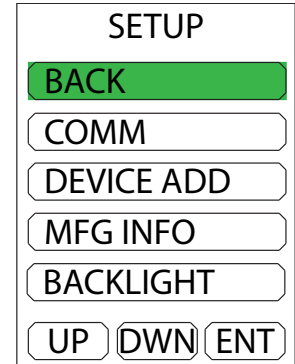 SETUP
BACK
COMM
DEVICE ADD
MFG INFO
BACKLIGHT
UP DWN ENT